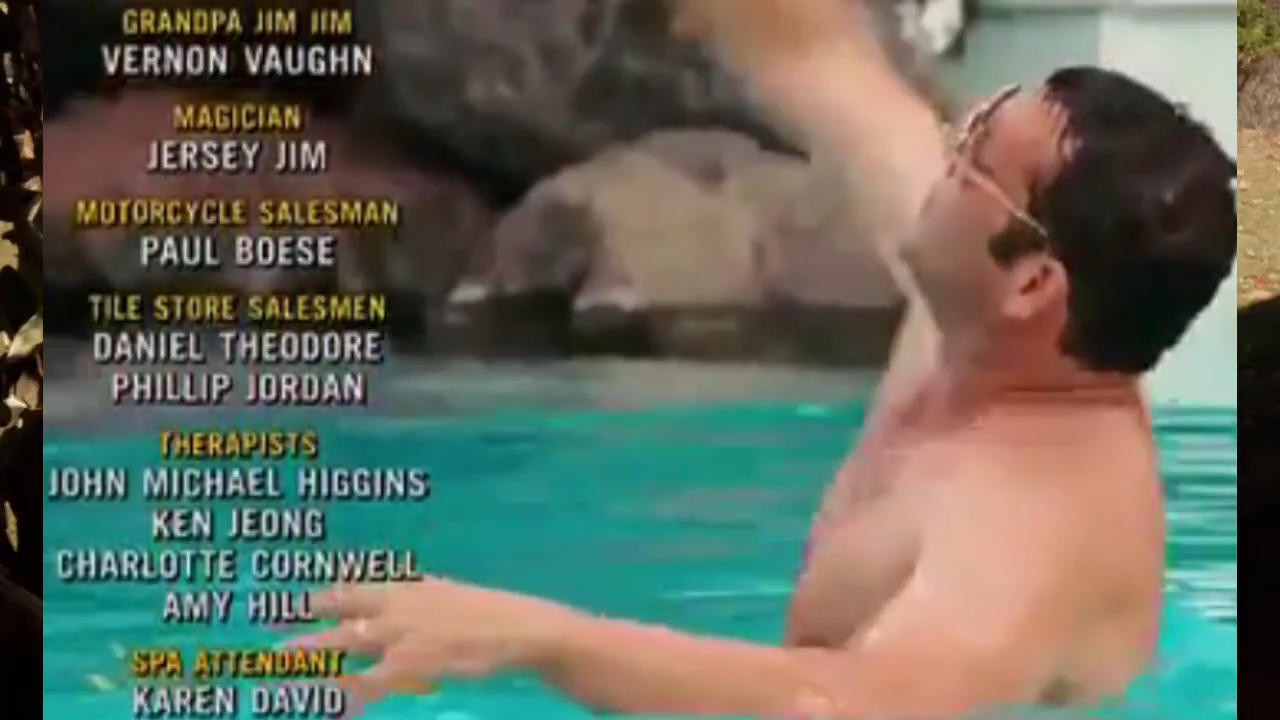 GRANDPA JIM JIM
VERNON VAUGHN
MAGICIAN
JERSEY JIM
MOTORCYCLE SALESMAN
PAUL BOESE
TILE STORE SALESMEN
DANIEL THEODORE
PHILLIP JORDAN
THERAPISTS
JOHN MICHAEL HIGGINS
KEN JEONG
CHARLOTTE CORNWELL
AMY HILL
SPA ATTENDANT
KAREN DAVID